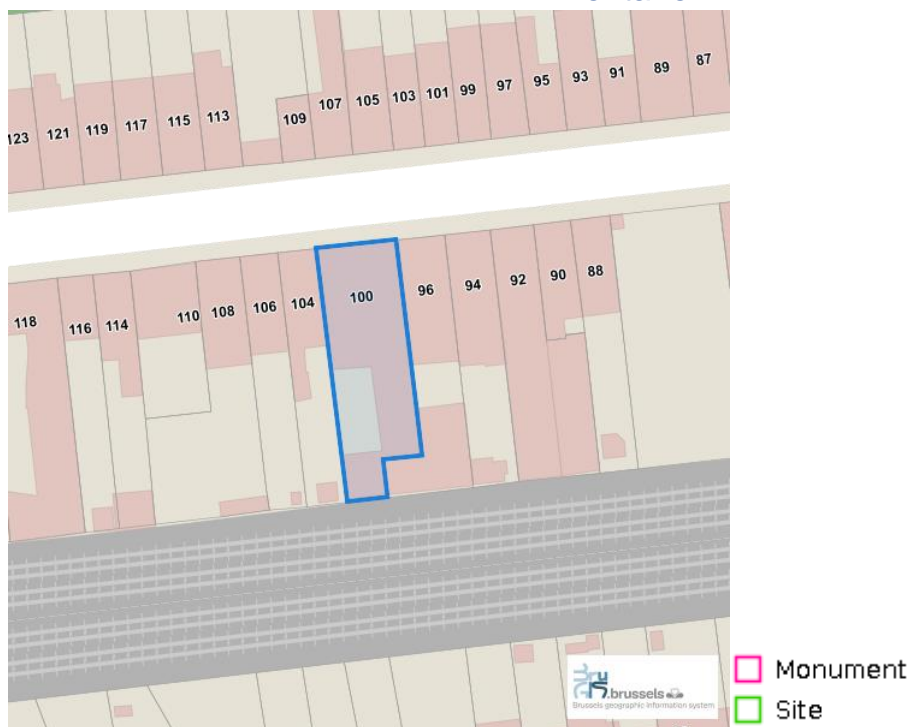 123 121 119 117 115 113 109 107 105 103 101 99 97 95 93 91 89 87
118 116 114 110 108 106 104 100 96 94 92 90 88
.brussels
Brussels geographic information system
Monument
Site